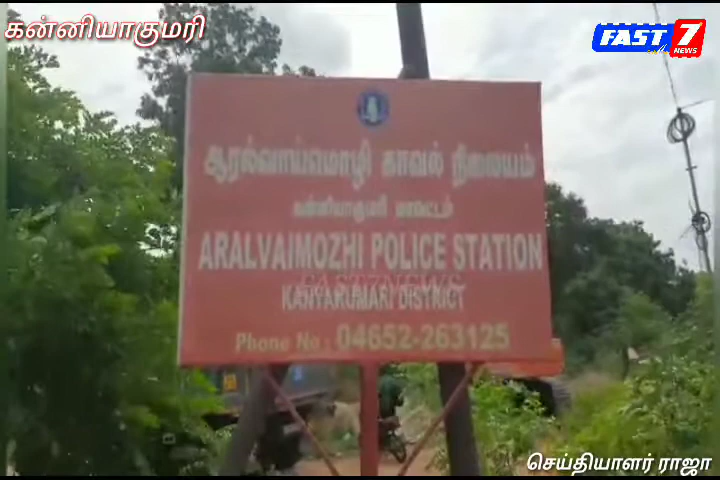 கன்னியாகுமரி
FAST 7
NEWS
ஆரல்வாய்மொழி காவல் நிலையம்
கன்னியாகுமரி மாவட்டம்
ARALVAIMOZHI POLICE STATION
FAST7NEWS
KANYAKUMARI DISTRICT
Phone No : 04652-263125
செய்தியாளர் ராஜா